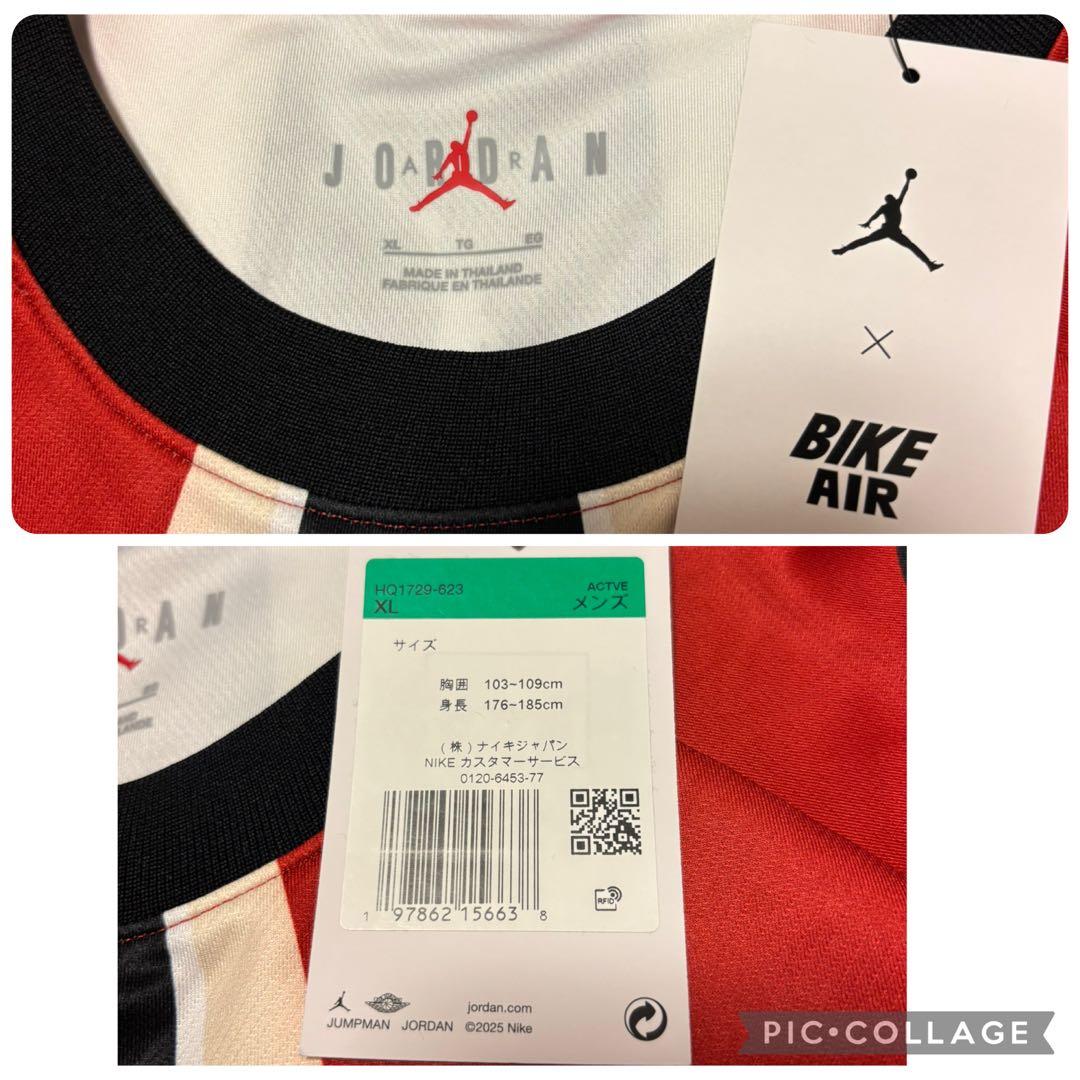 JORDAN
AIR
XL TG EG
MADE IN THAILAND
FABRIQUE EN THAILANDE
×
BIKE
AIR
R
DAN
HQ1729-623
XL
ACTVE
メンズ
サイズ
胸囲 103~109cm
身長 176~185cm
(株)ナイキジャパン
NIKE カスタマーサービス
0120-6453-77
1 97862 15663 8
RFID
JUMPMAN JORDAN
jordan.com
©2025 Nike
PIC•COLLAGE